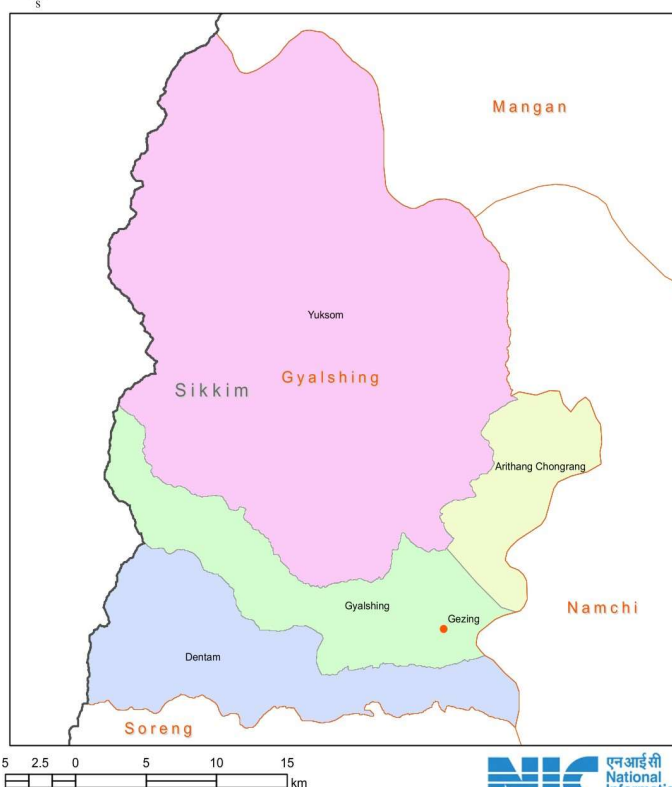 S
Mangan
Yuksom
Gyalshing
Sikkim
Arithang Chongrang
Gyalshing
Gezing
Namchi
Dentam
Soreng
5 2.5 0 5 10 15
km
NIC
एनआईसी
National